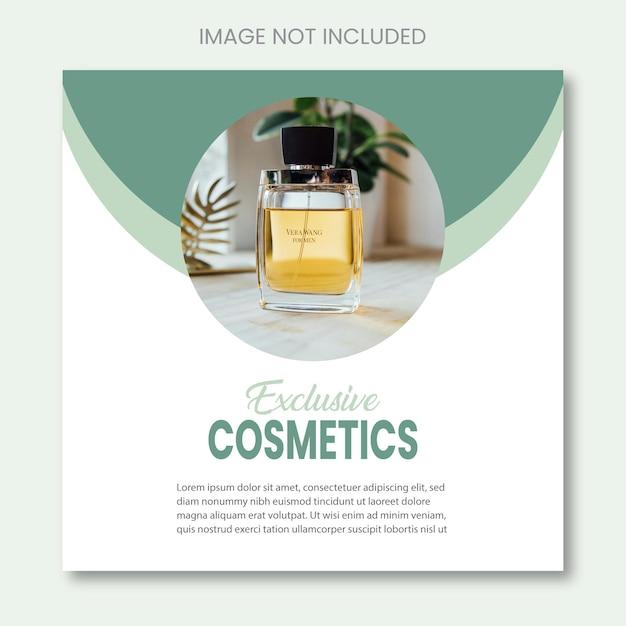 IMAGE NOT INCLUDED
VERA WANG
FOR MEN
Exclusive
COSMETICS
Lorem ipsum dolor sit amet, consectetuer
adipiscing elit, sed diam nonummy nibh euismod
tincidunt ut laoreet dolore magna aliquam
erat volutpat. Ut wisi enim ad minim veniam, quis
nostrud exerci tation ullamcorper suscipit lobortis nisl ut